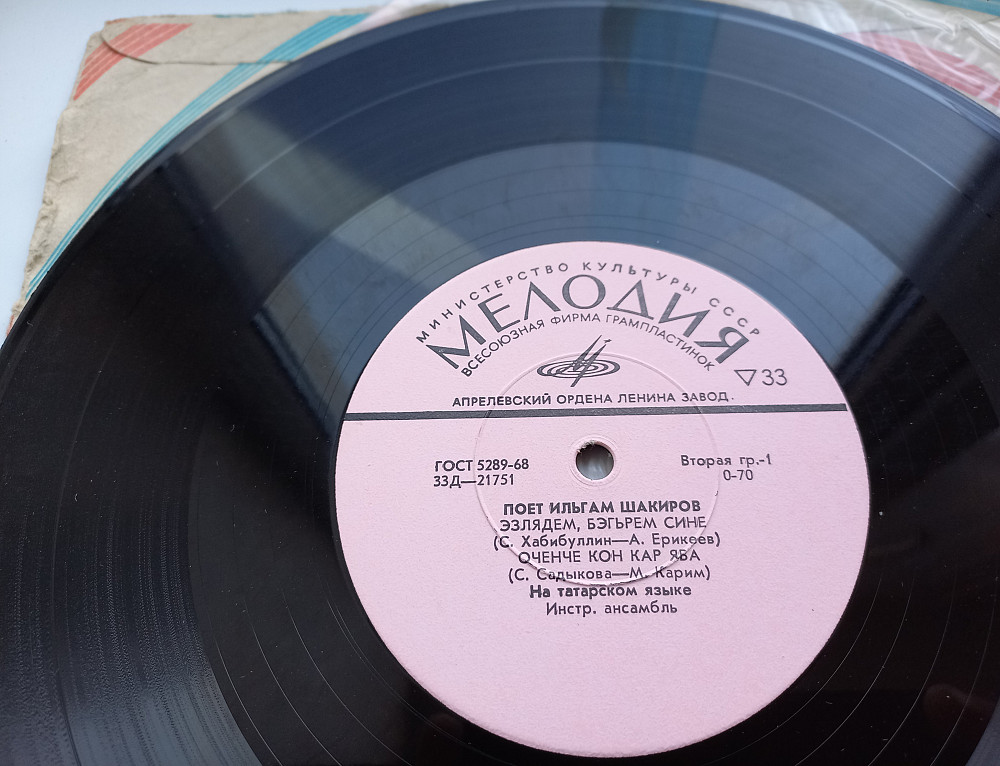 МИНИСТЕРСТВО КУЛЬТУРЫ СССР
МЕЛОДИЯ
ВСЕСОЮЗНАЯ ФИРМА ГРАМПЛАСТИНОК
33
АПРЕЛЕВСКИЙ ОРДЕНА ЛЕНИНА ЗАВОД.
ГОСТ 5289-68
33Д—21751
Вторая гр.-1
0-70
ПОЕТ ИЛЬГАМ ШАКИРОВ
ЭЗЛЯДЕМ, БЭГЬРЕМ СИНЕ
(С. Хабибуллин—А. Ерикеев)
ОЧЕНЧЕ КОН КАР ЯВА
(С. Садыкова—М. Карим)
На татарском языке
Инстр. ансамбль